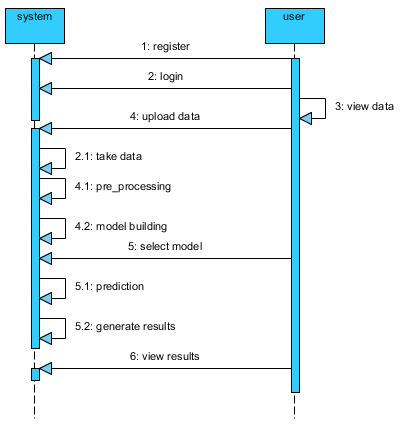 system
user
1: register
2: login
3: view data
4: upload data
2.1: take data
4.1: pre_processing
4.2: model building
5: select model
5.1: prediction
5.2: generate results
6: view results